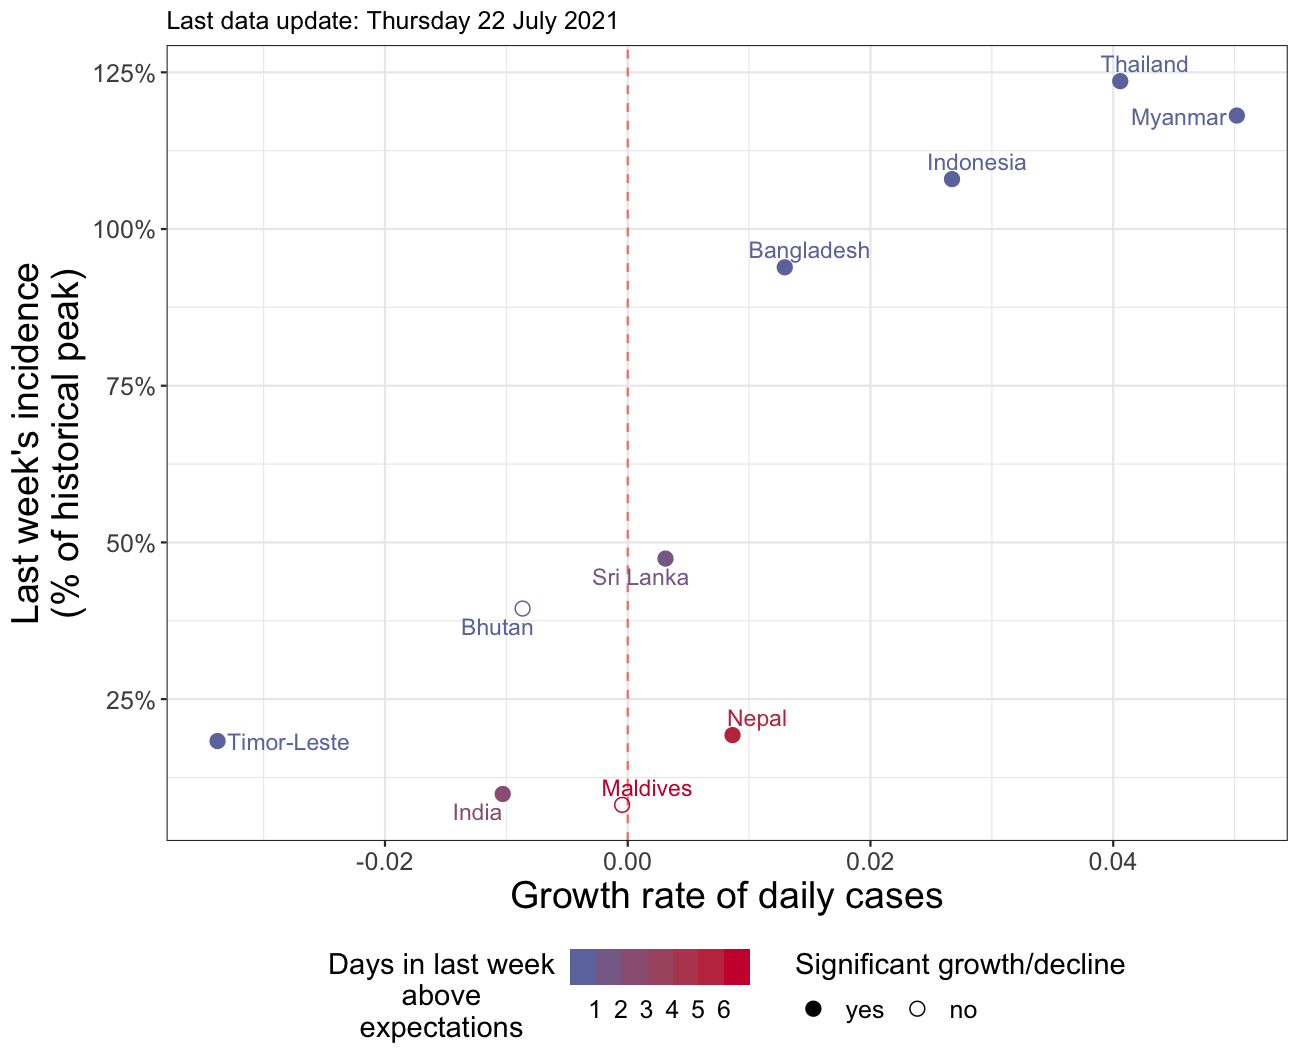 Last data update: Thursday 22 July 2021
Last week's incidence
(% of historical peak)
125%
100%
75%
50%
25%
Thailand
Myanmar
Indonesia
Bangladesh
Sri Lanka
Bhutan
Nepal
Timor-Leste
Maldives
India
-0.02 0.00 0.02 0.04
Growth rate of daily cases
Days in last week
above
expectations
1 2 3 4 5 6
Significant growth/decline
yes no